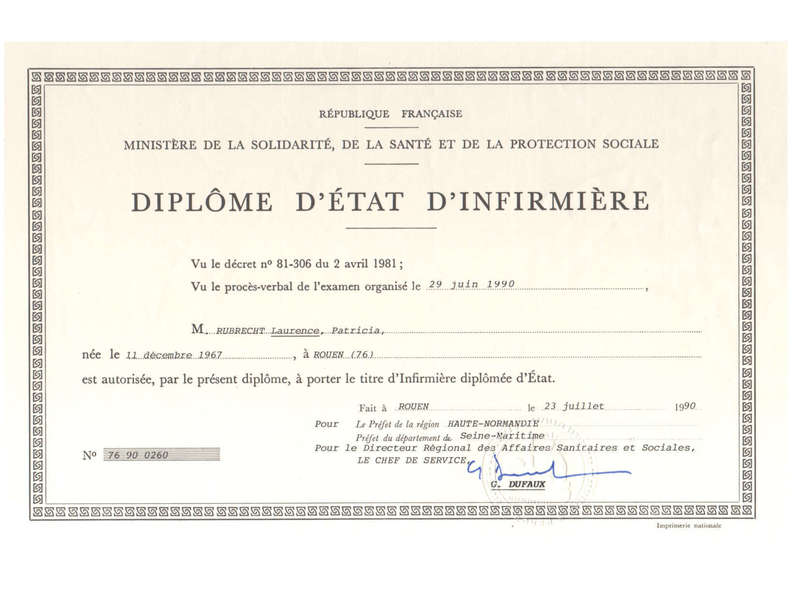 RÉPUBLIQUE FRANÇAISE
MINISTÈRE DE LA SOLIDARITÉ, DE LA SANTÉ ET DE LA PROTECTION SOCIALE
DIPLÔME D'ÉTAT D'INFIRMIÈRE
Vu le décret nº 81-306 du 2 avril 1981 ;
Vu le procès-verbal de l'examen organisé le 29 juin 1990 ,
M. RUBRECHT Laurence, Patricia,
née le 11 décembre 1967 , à ROUEN (76)
est autorisée, par le présent diplôme, à porter le titre d'Infirmière diplômée d'État.
Fait à ROUEN le 23 juillet 1990
Pour Le Préfet de la région HAUTE-NORMANDIE
Préfet du département de Seine-Maritime
Pour le Directeur Régional des Affaires Sanitaires et Sociales,
Nº 76 90 0260
LE CHEF DE SERVICE,
G. DUFAUX
Imprimerie nationale